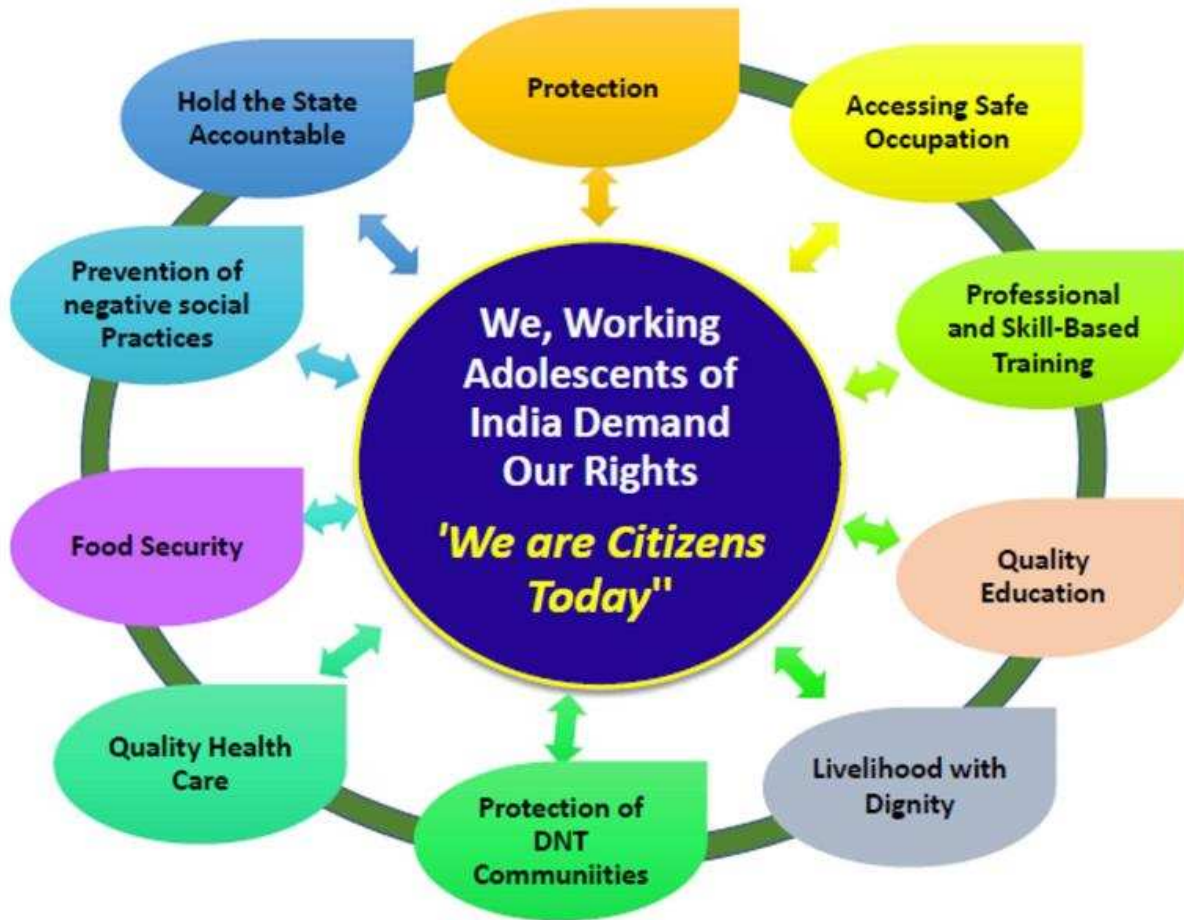 Protection
Accessing Safe
Occupation
Professional
and Skill-Based
Training
Quality
Education
Livelihood with
Dignity
Protection of
DNT
Communiities
Quality Health
Care
Food Security
Prevention of
negative social
Practices
Hold the State
Accountable
We, Working
Adolescents of
India Demand
Our Rights
'We are Citizens
Today"